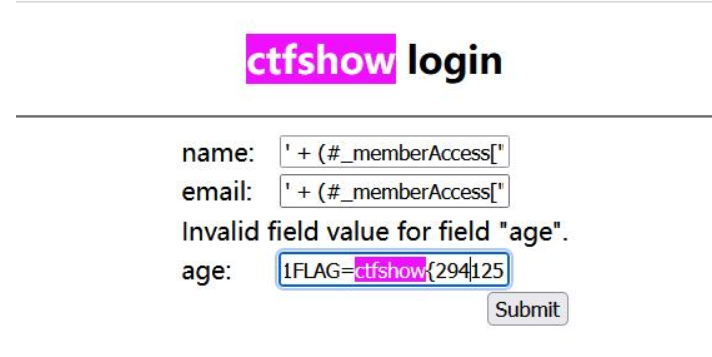 ctfshow login
name: ' + (#_memberAccess["
email: ' + (#_memberAccess["
Invalid field value for field "age".
age: 1FLAG=ctfshow{294125
Submit